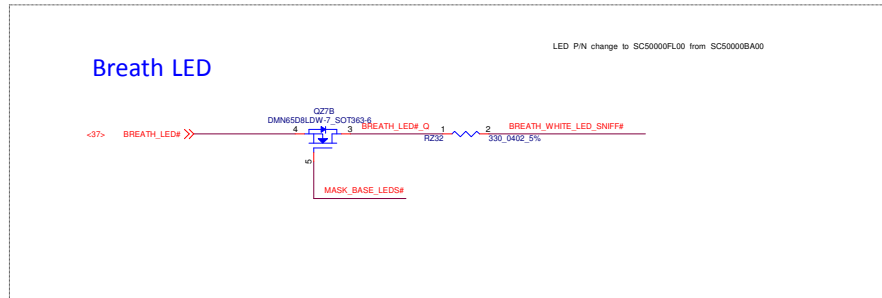 LED P/N change to SC50000FL00 from SC50000BA00
Breath LED
QZ7B
DMN65D8LDW-7_SOT363-6
<37> BREATH_LED# 4 3 BREATH_LED#_Q 1 2 BREATH_WHITE_LED_SNIFF#
RZ32 330_0402_5%
5
MASK_BASE_LEDS#